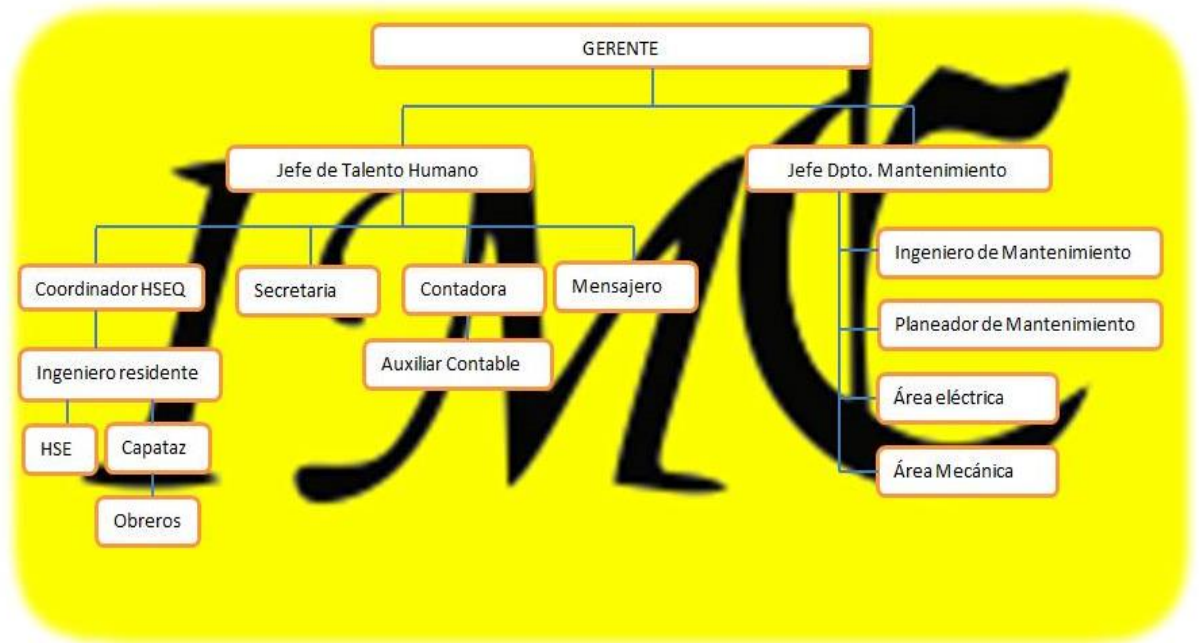 GERENTE
Jefe de Talento Humano
Jefe Dpto. Mantenimiento
Coordinador HSEQ
Secretaria
Contadora
Mensajero
Ingeniero de Mantenimiento
Planeador de Mantenimiento
Ingeniero residente
Auxiliar Contable
Área eléctrica
HSE
Capataz
Área Mecánica
Obreros
IMC